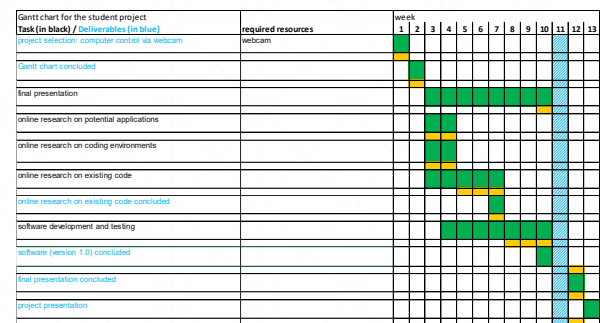 Gantt chart for the student project week
Task (in black) / Deliverables (in blue) required resources 1 2 3 4 5 6 7 8 9 10 11 12 13
project selection: computer control via webcam webcam
Gantt chart concluded
final presentation
online research on potential applications
online research on coding environments
online research on existing code
online research on existing code concluded
software development and testing
software (version 1.0) concluded
final presentation concluded
project presentation